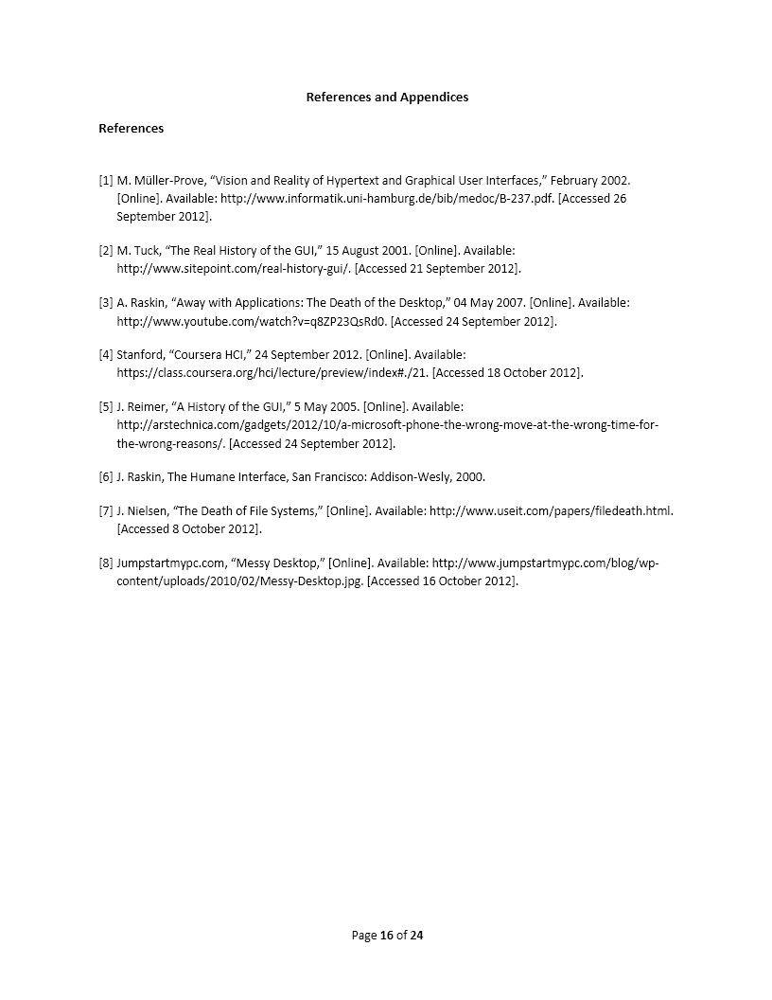 References and Appendices
References
[1] M. Müller-Prove, “Vision and Reality of Hypertext and Graphical User Interfaces,” February 2002.
[Online]. Available: http://www.informatik.uni-hamburg.de/bib/medoc/B-237.pdf. [Accessed 26
September 2012].
[2] M. Tuck, “The Real History of the GUI,” 15 August 2001. [Online]. Available:
http://www.sitepoint.com/real-history-gui/. [Accessed 21 September 2012].
[3] A. Raskin, “Away with Applications: The Death of the Desktop,” 04 May 2007. [Online]. Available:
http://www.youtube.com/watch?v=q8ZP23QsRd0. [Accessed 24 September 2012].
[4] Stanford, “Coursera HCI,” 24 September 2012. [Online]. Available:
https://class.coursera.org/hci/lecture/preview/index#./21. [Accessed 18 October 2012].
[5] J. Reimer, “A History of the GUI,” 5 May 2005. [Online]. Available:
http://arstechnica.com/gadgets/2012/10/a-microsoft-phone-the-wrong-move-at-the-wrong-time-for-
the-wrong-reasons/. [Accessed 24 September 2012].
[6] J. Raskin, The Humane Interface, San Francisco: Addison-Wesly, 2000.
[7] J. Nielsen, “The Death of File Systems,” [Online]. Available: http://www.useit.com/papers/filedeath.html.
[Accessed 8 October 2012].
[8] Jumpstartmypc.com, “Messy Desktop,” [Online]. Available: http://www.jumpstartmypc.com/blog/wp-
content/uploads/2010/02/Messy-Desktop.jpg. [Accessed 16 October 2012].
Page 16 of 24